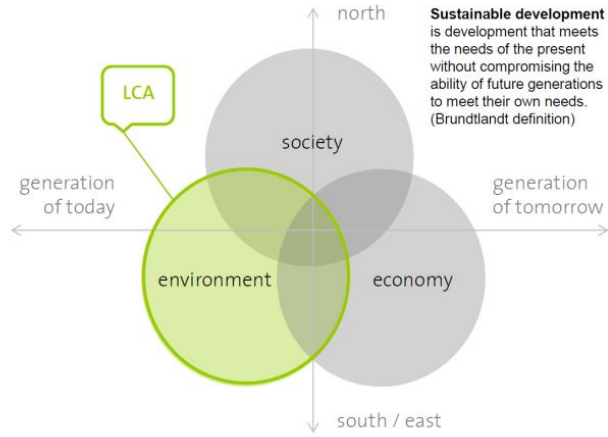 north
Sustainable development
is development that meets
the needs of the present
without compromising the
ability of future generations
to meet their own needs.
(Brundtlandt definition)
LCA
society
generation
of today
generation
of tomorrow
environment
economy
south / east